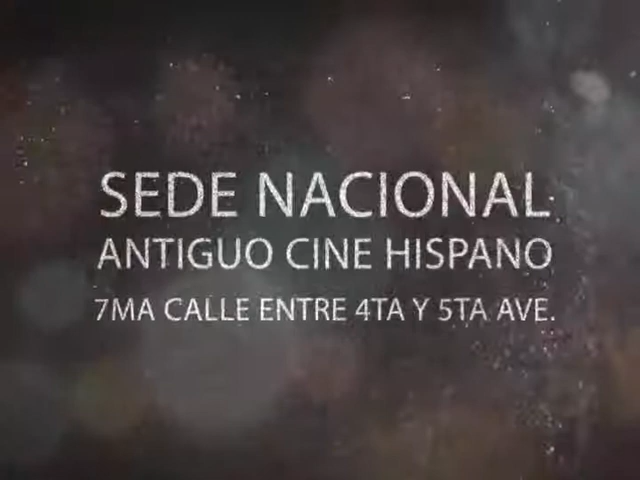 SEDE NACIONAL
ANTIGUO CINE HISPANO
7MA CALLE ENTRE 4TA Y 5TA AVE.